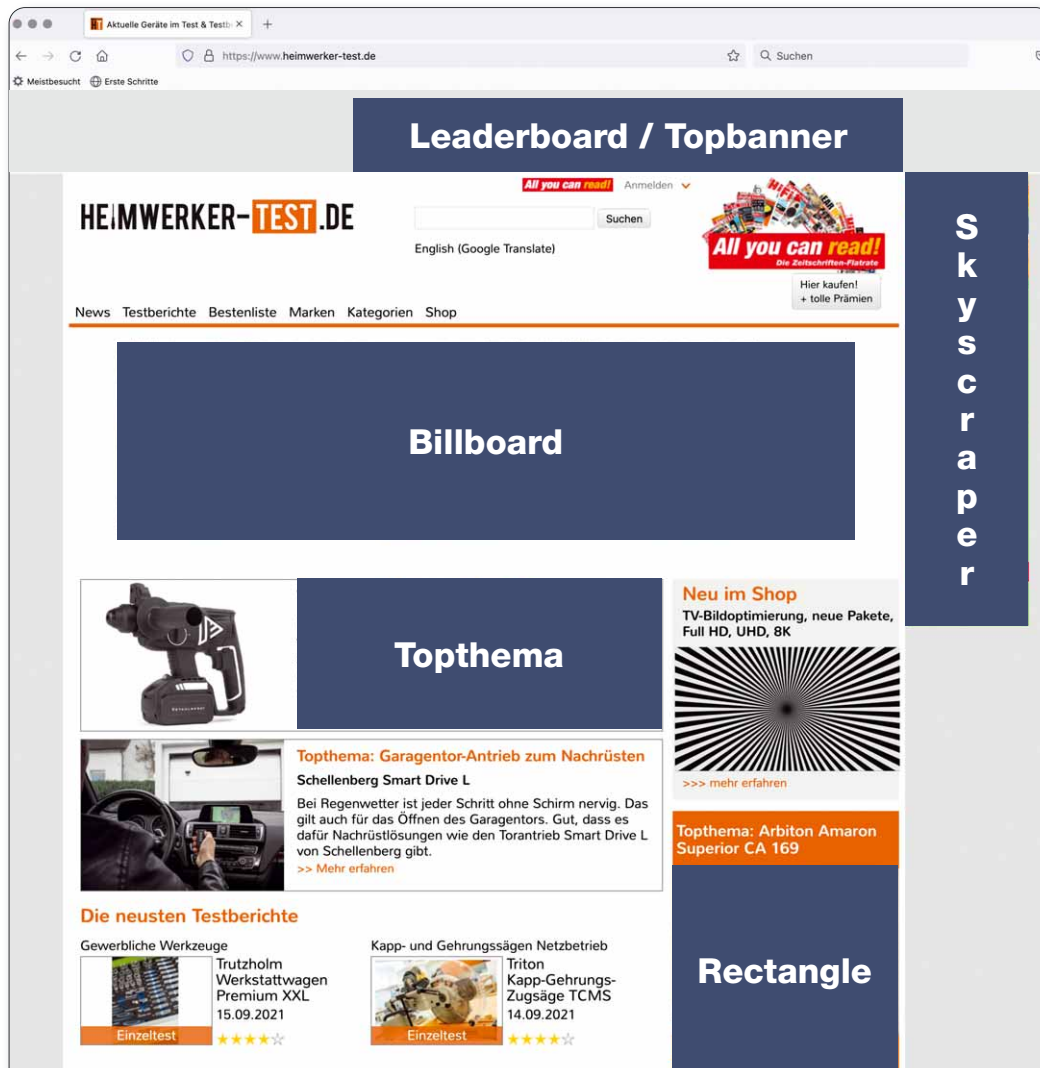 Aktuelle Geräte im Test & Testb
https://www.heimwerker-test.de
Suchen
Meistbesucht Erste Schritte
Leaderboard / Topbanner
All you can read! Anmelden
HEIMWERKER-TEST.DE
Suchen
English (Google Translate)
HiFi
All you can read!
Die Zeitschriften-Flatrate
Hier kaufen!
+ tolle Prämien
News Testberichte Bestenliste Marken Kategorien Shop
Skyscraper
Billboard
Topthema
Neu im Shop
TV-Bildoptimierung, neue Pakete,
Full HD, UHD, 8K
>>> mehr erfahren
Topthema: Garagentor-Antrieb zum Nachrüsten
Schellenberg Smart Drive L
Bei Regenwetter ist jeder Schritt ohne Schirm nervig. Das
gilt auch für das Öffnen des Garagentors. Gut, dass es
dafür Nachrüstlösungen wie den Torantrieb Smart Drive L
von Schellenberg gibt.
>> Mehr erfahren
Topthema: Arbiton Amaron
Superior CA 169
Rectangle
Die neusten Testberichte
Gewerbliche Werkzeuge
Trutzholm
Werkstattwagen
Premium XXL
15.09.2021
Einzeltest
Kapp- und Gehrungssägen Netzbetrieb
Triton
Kapp-Gehrungs-
Zugsäge TCMS
14.09.2021
Einzeltest